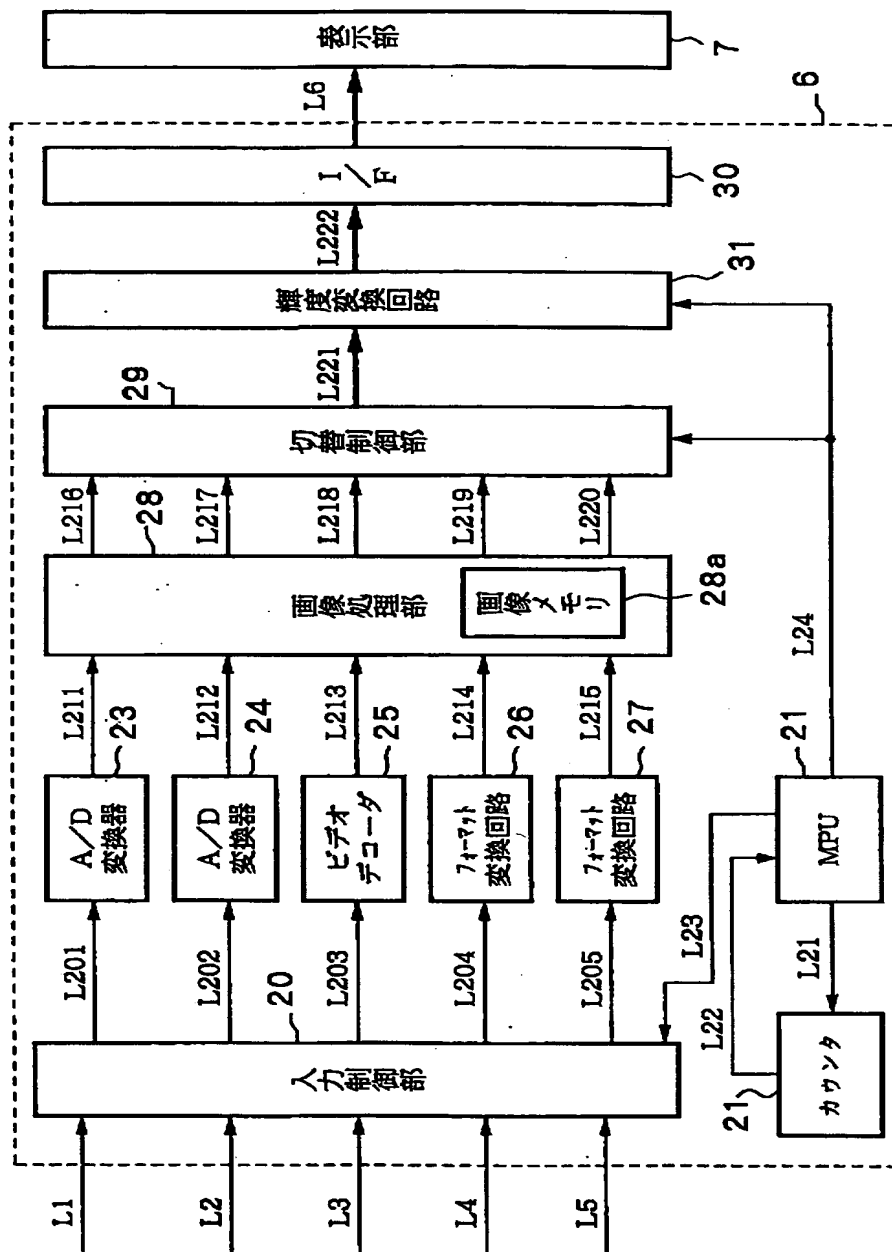 L1
L2
L3
L4
L5
入力制御部
20
L201
L202
L203
L204
L205
A/D
変換器
23
A/D
変換器
24
ビデオ
デコーダ
25
フォーマット
変換回路
26
フォーマット
変換回路
27
L211
L212
L213
L214
L215
画像処理部
28
画像
メモリ
28a
L216
L217
L218
L219
L220
切替制御部
29
L221
輝度変換回路
31
L222
I/F
30
L6
表示部
7
6
カウンタ
21
L21
L22
L23
MPU
21
L24